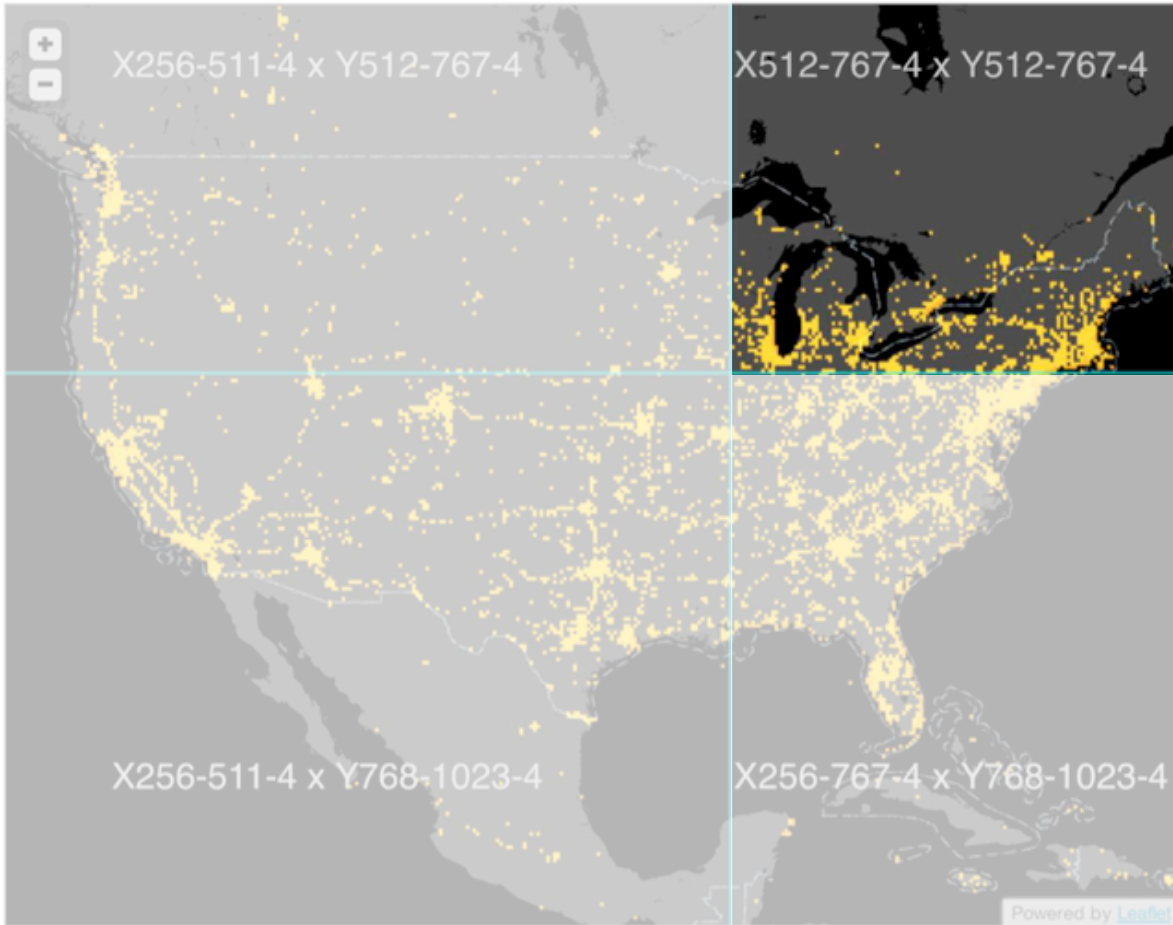 +
X256-511-4 x Y512-767-4
X512-767-4 x Y512-767-4
−
X256-511-4 x Y768-1023-4
X256-767-4 x Y768-1023-4
Powered by Leaflet